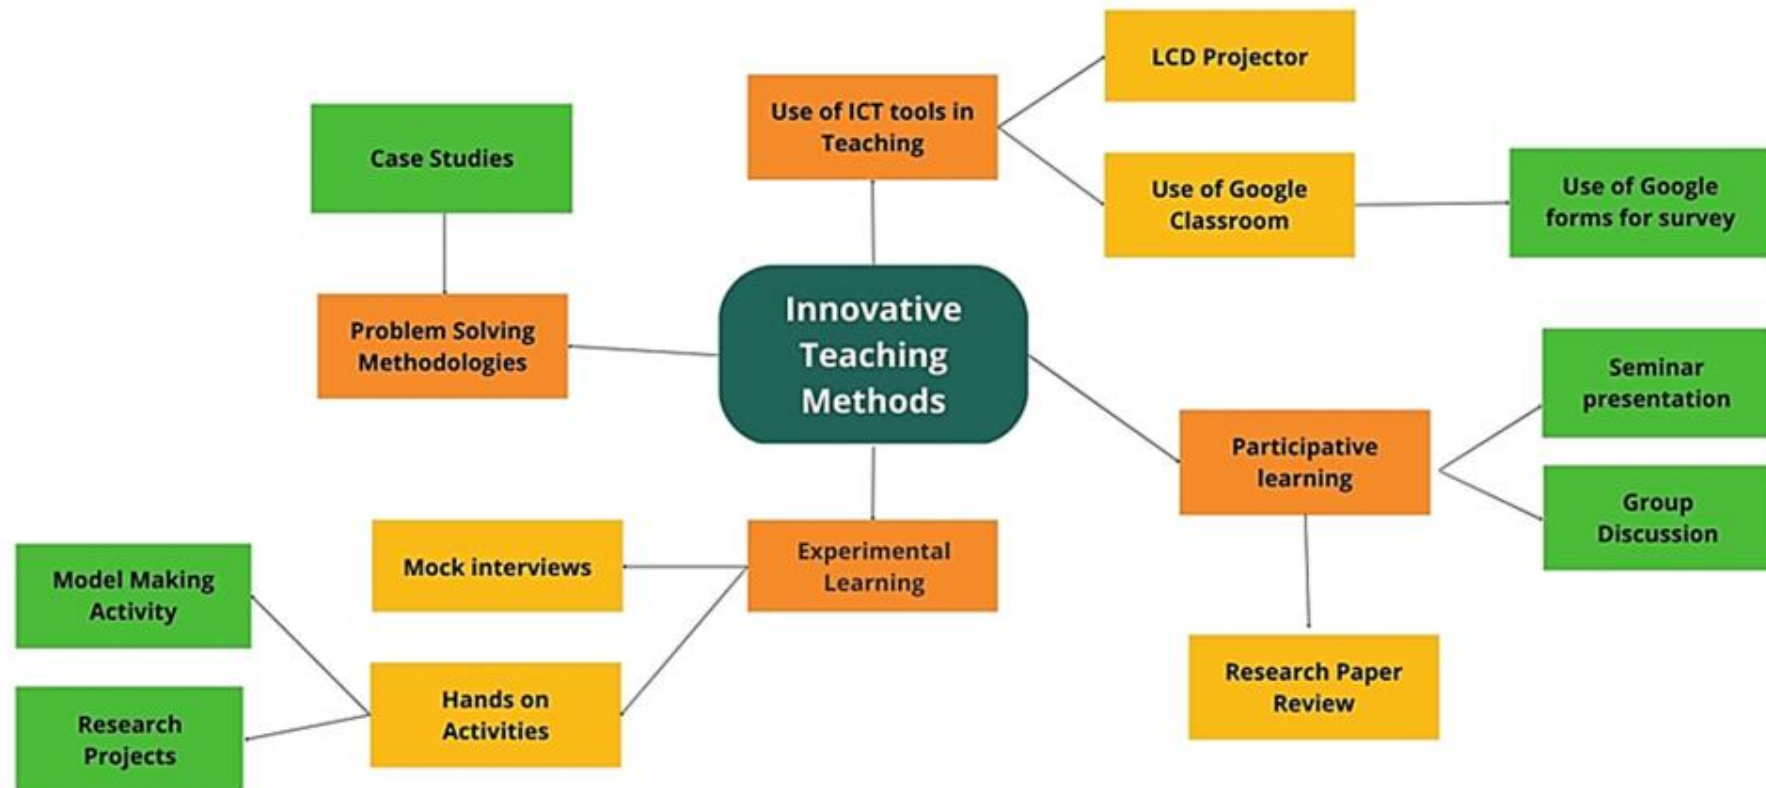 LCD Projector
Use of ICT tools in
Teaching
Case Studies
Use of Google
Classroom
Use of Google
forms for survey
Innovative
Teaching
Methods
Problem Solving
Methodologies
Seminar
presentation
Participative
learning
Group
Discussion
Experimental
Learning
Mock interviews
Model Making
Activity
Hands on
Activities
Research
Projects
Research Paper
Review